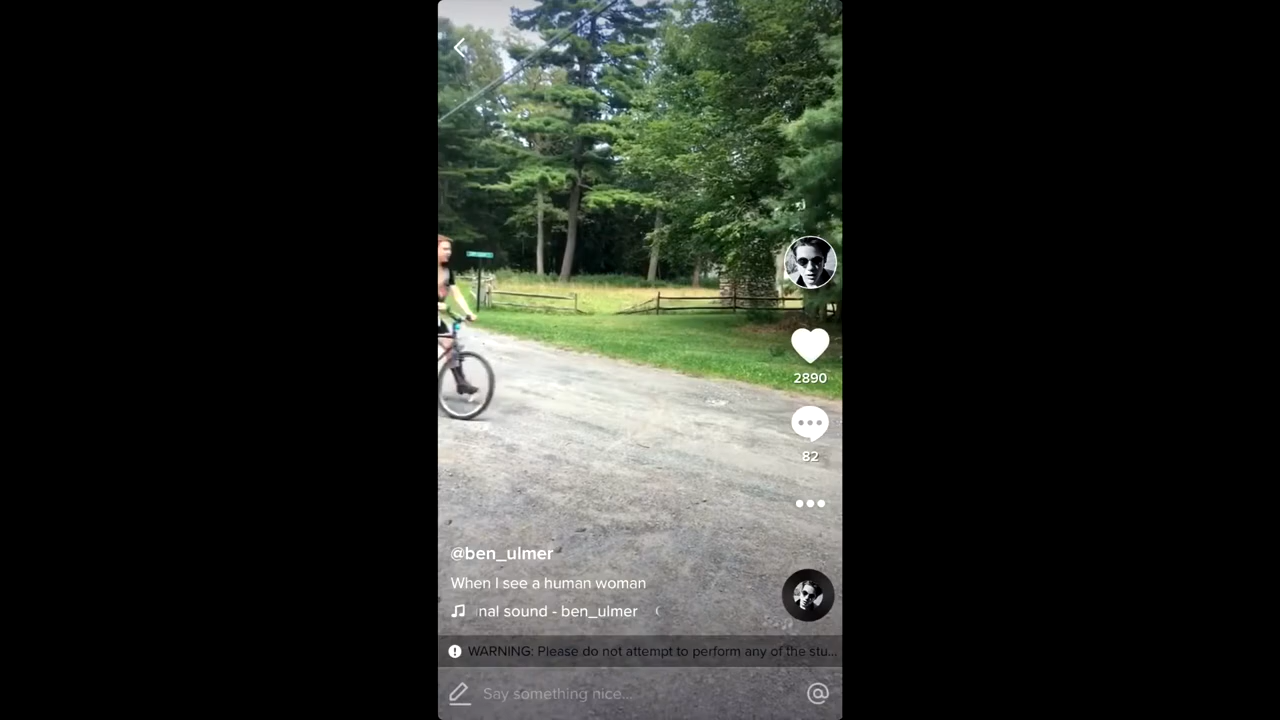 2890
82
@ben_ulmer
When I see a human woman
nal sound - ben_ulmer
WARNING: Please do not attempt to perform any of the stu...
Say something nice...